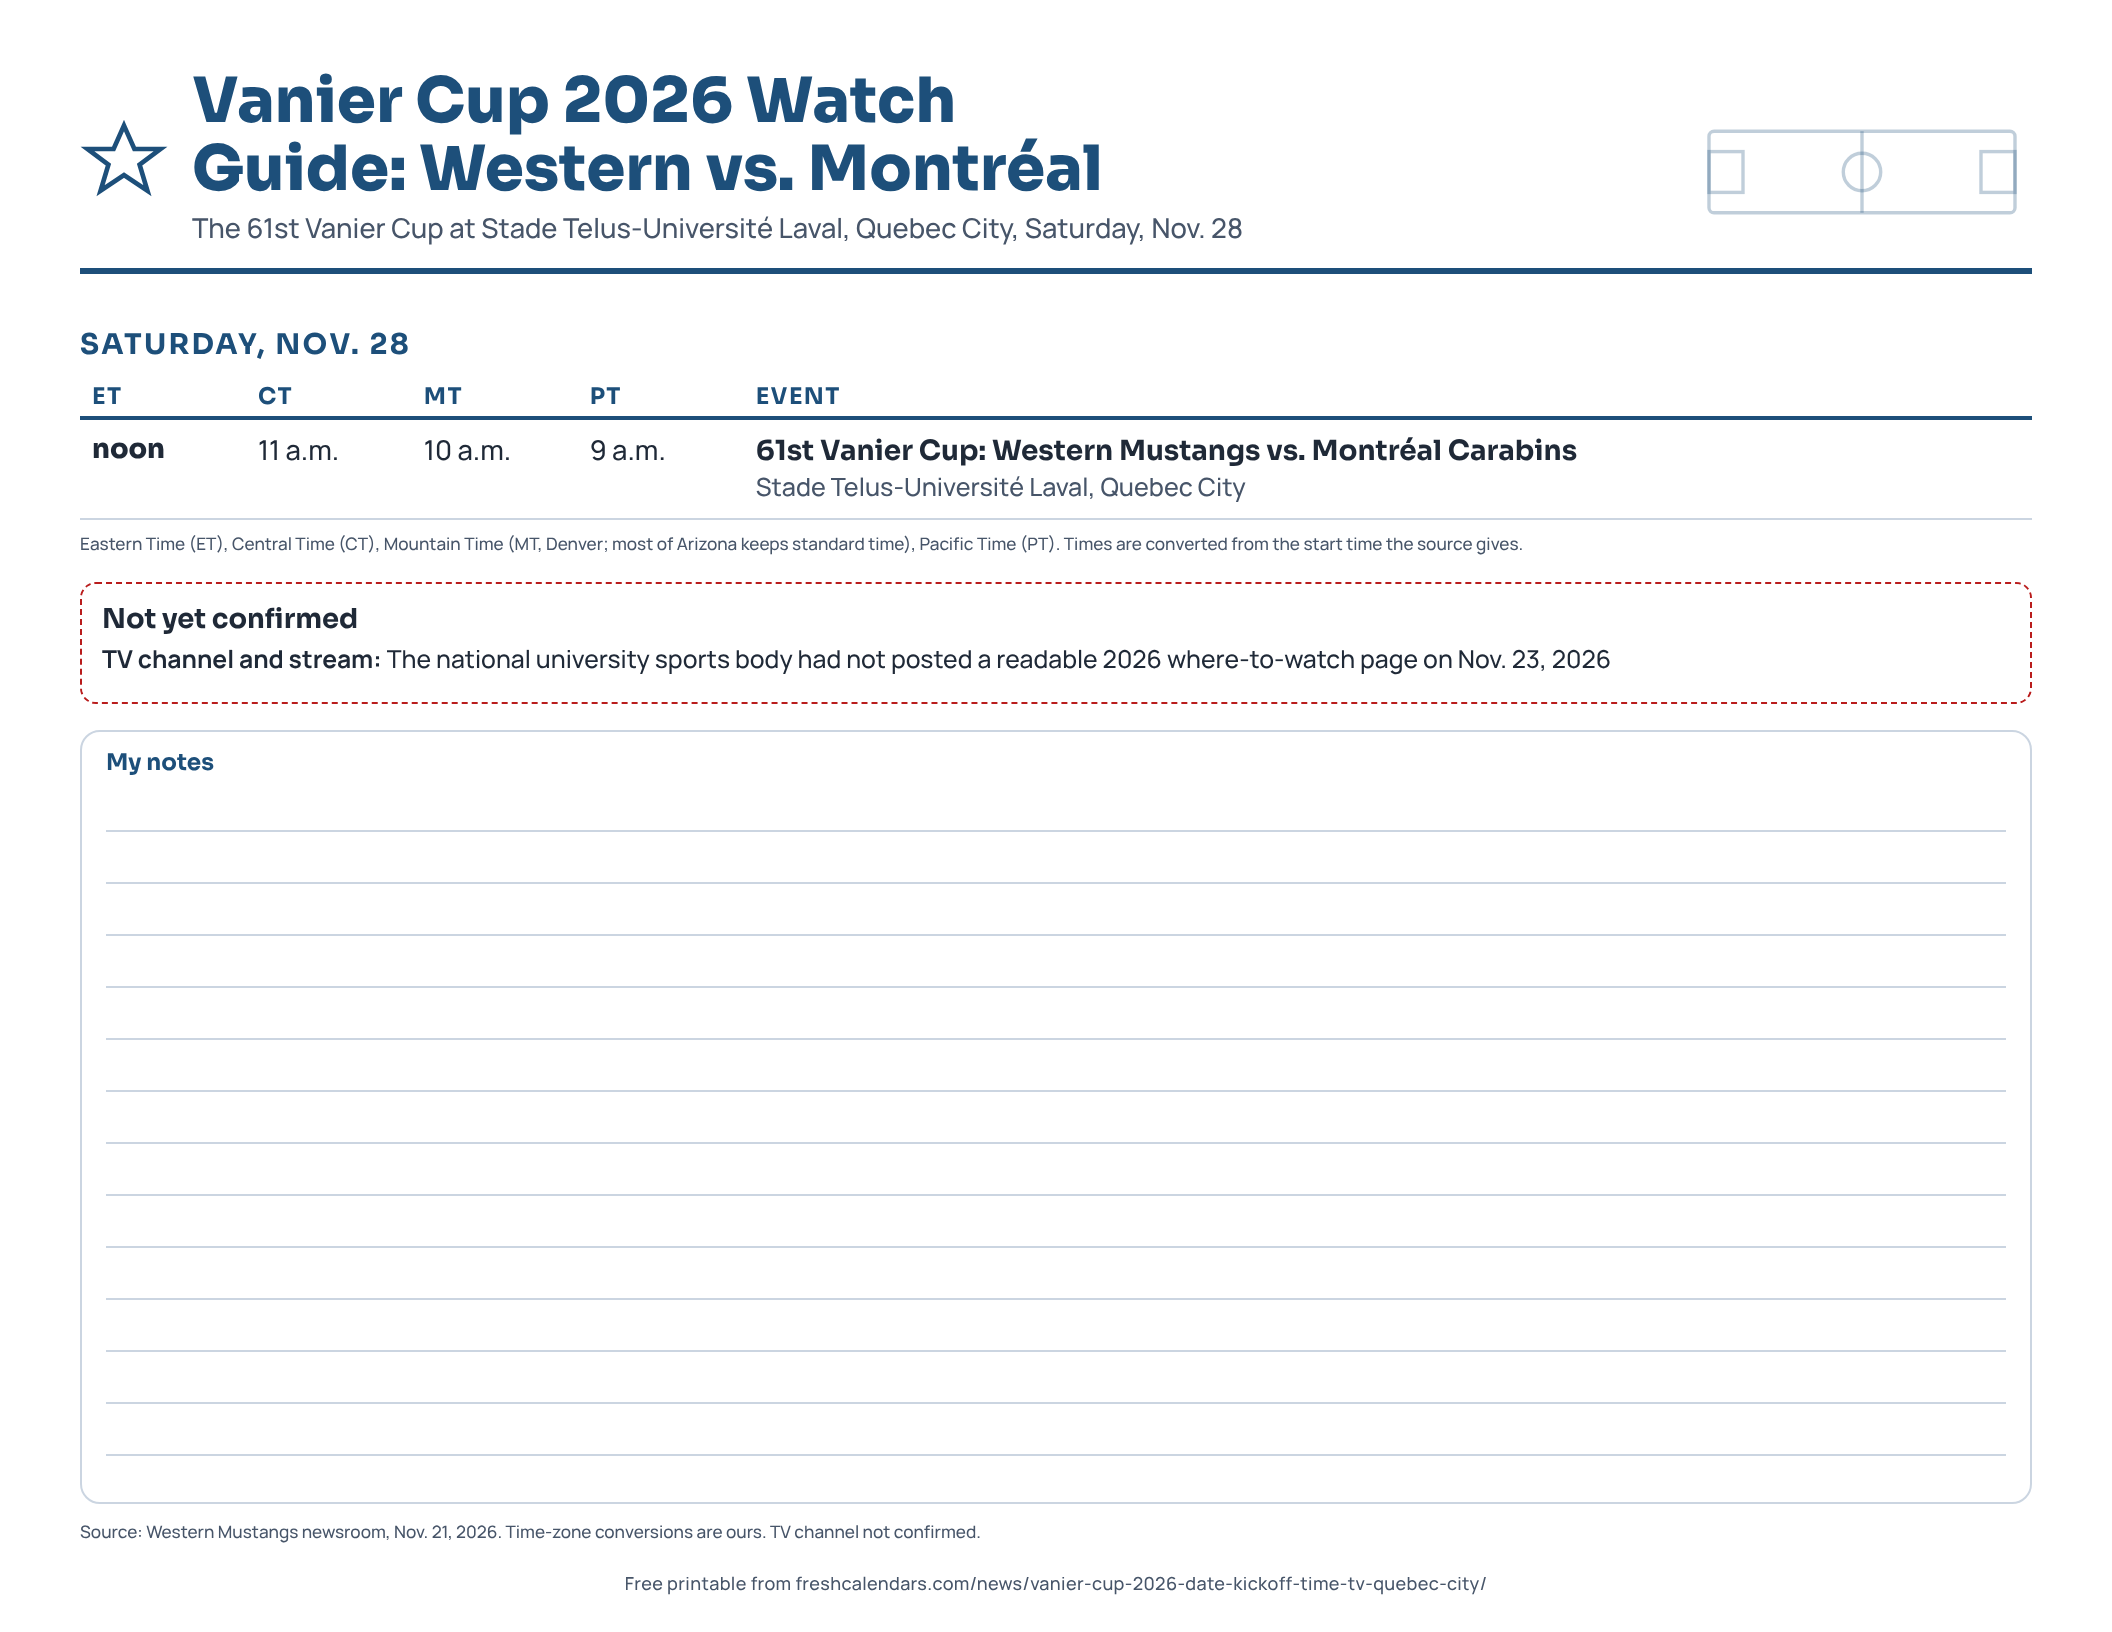 Vanier Cup 2026 Watch
Guide: Western vs. Montréal
The 61st Vanier Cup at Stade Telus-Université Laval, Quebec City, Saturday, Nov. 28
SATURDAY, NOV. 28
ET CT MT PT EVENT
noon 11 a.m. 10 a.m. 9 a.m. 61st Vanier Cup: Western Mustangs vs. Montréal Carabins
Stade Telus-Université Laval, Quebec City
Eastern Time (ET), Central Time (CT), Mountain Time (MT, Denver; most of Arizona keeps standard time), Pacific Time (PT). Times are converted from the start time the source gives.
Not yet confirmed
TV channel and stream: The national university sports body had not posted a readable 2026 where-to-watch page on Nov. 23, 2026
My notes
Source: Western Mustangs newsroom, Nov. 21, 2026. Time-zone conversions are ours. TV channel not confirmed.
Free printable from freshcalendars.com/news/vanier-cup-2026-date-kickoff-time-tv-quebec-city/